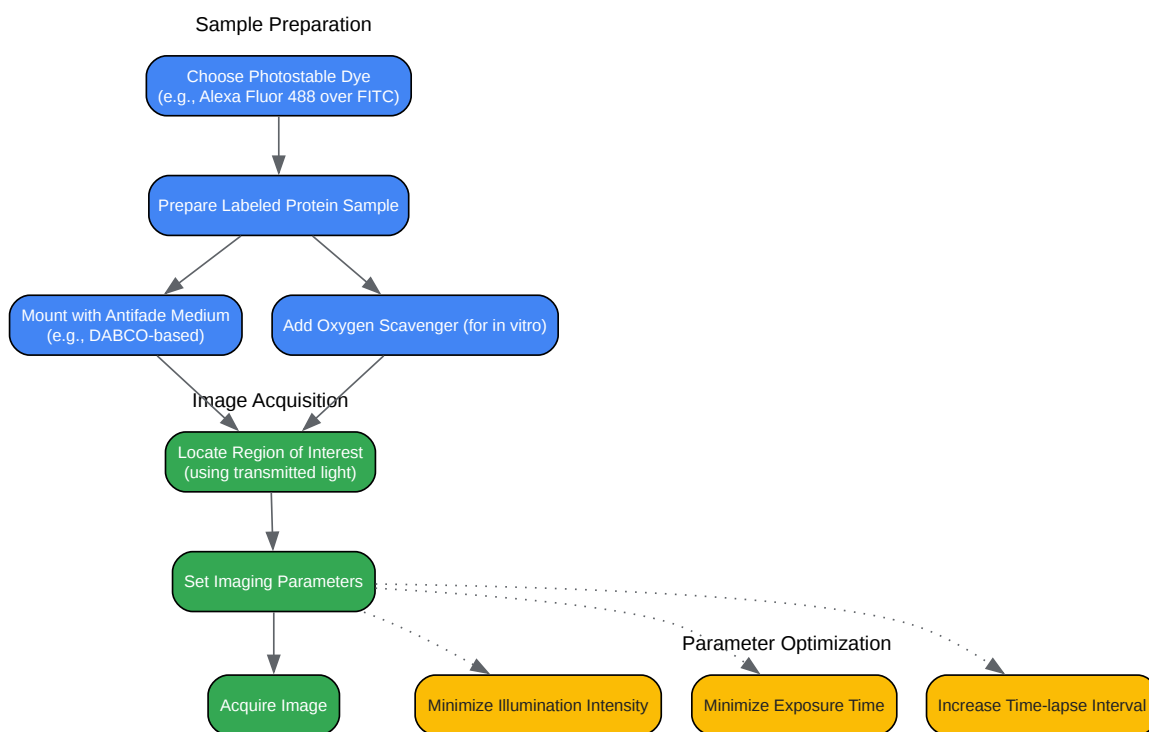 Sample Preparation
Choose Photostable Dye
(e.g., Alexa Fluor 488 over FITC)
Prepare Labeled Protein Sample
Mount with Antifade Medium
(e.g., DABCO-based)
Add Oxygen Scavenger (for in vitro)
Image Acquisition
Locate Region of Interest
(using transmitted light)
Set Imaging Parameters
Parameter Optimization
Acquire Image
Minimize Illumination Intensity
Minimize Exposure Time
Increase Time-lapse Interval